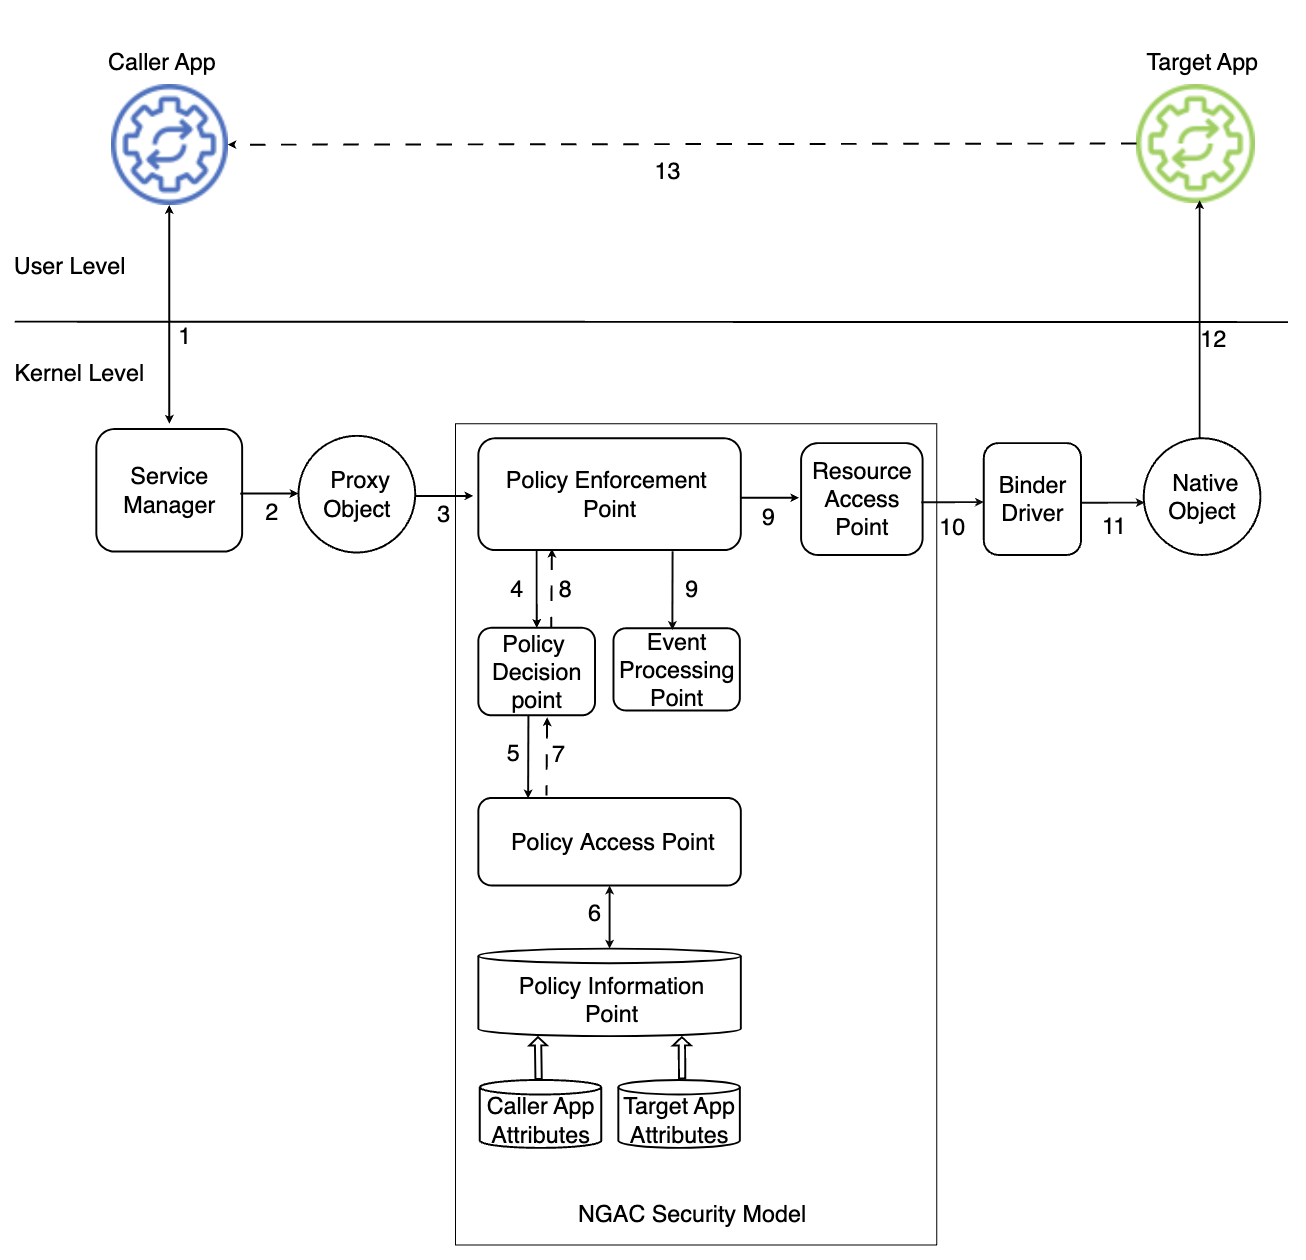 Caller App
Target App
13
User Level
1
12
Kernel Level
Service
Manager
2
Proxy
Object
3
Policy Enforcement
Point
9
Resource
Access
Point
10
Binder
Driver
11
Native
Object
4
8
9
Policy
Decision
point
Event
Processing
Point
5
7
Policy Access Point
6
Policy Information
Point
Caller App
Attributes
Target App
Attributes
NGAC Security Model